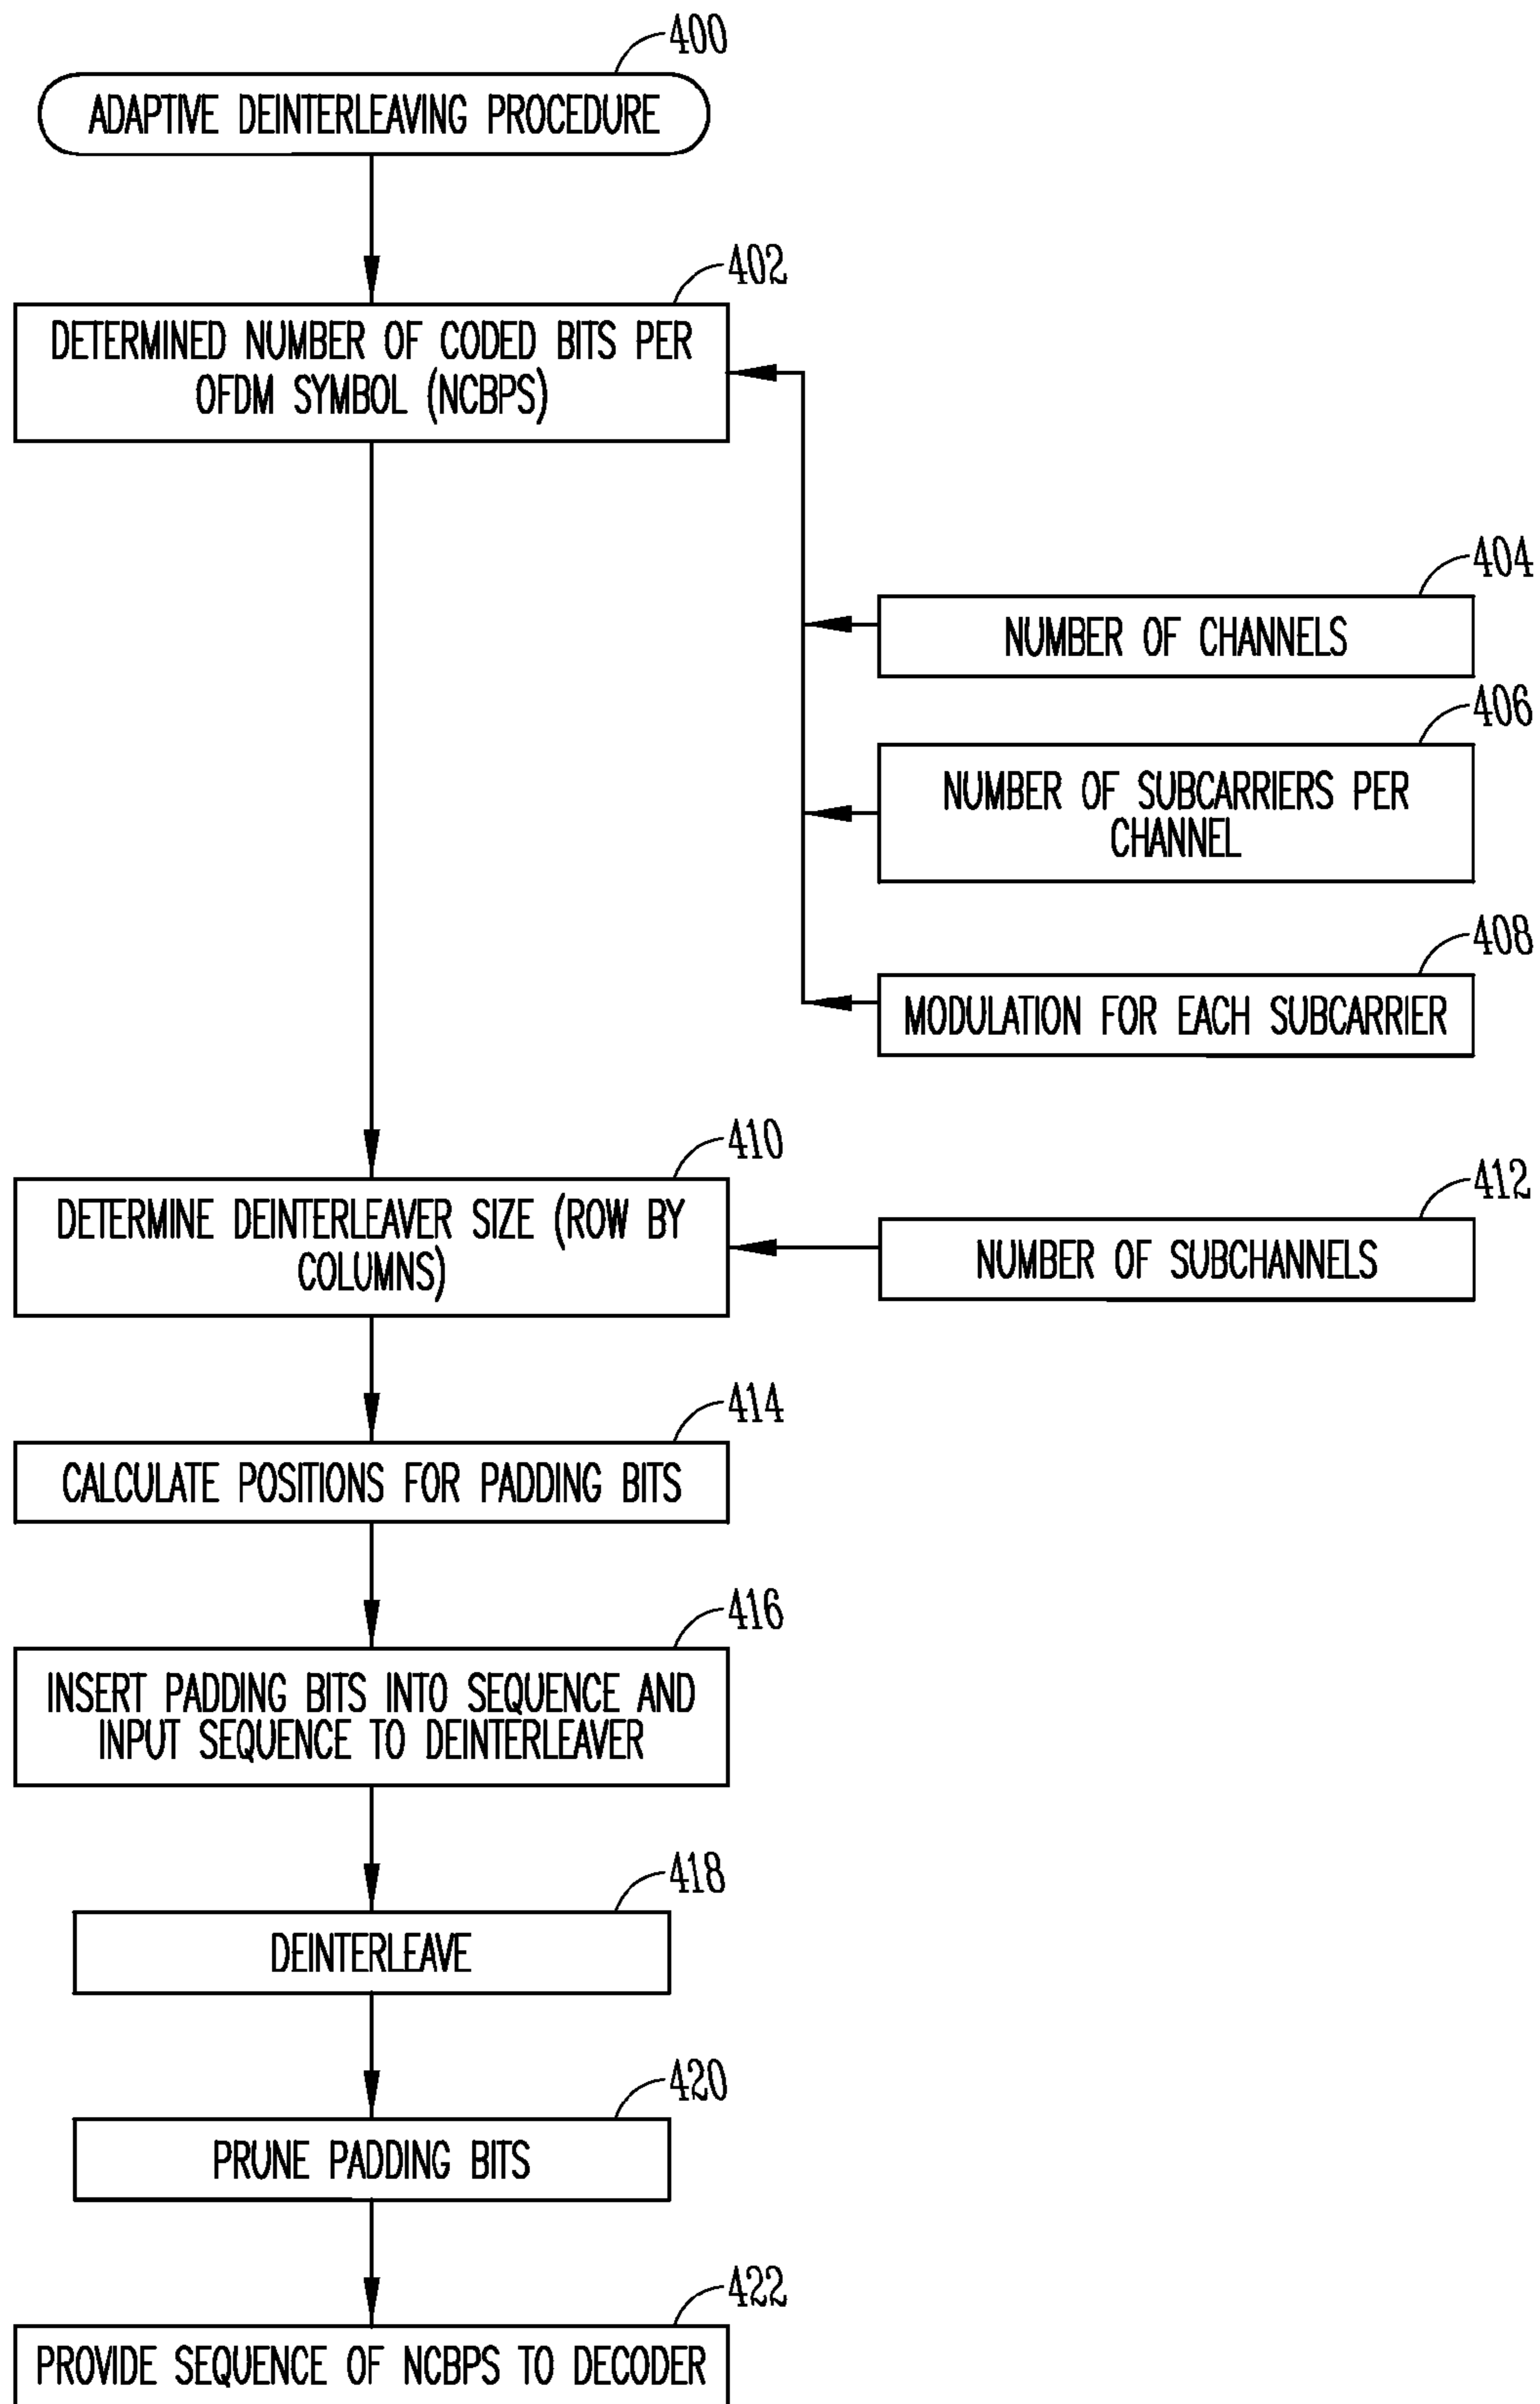 400
ADAPTIVE DEINTERLEAVING PROCEDURE
402
DETERMINED NUMBER OF CODED BITS PER
OFDM SYMBOL (NCBPS)
404
NUMBER OF CHANNELS
406
NUMBER OF SUBCARRIERS PER
CHANNEL
408
MODULATION FOR EACH SUBCARRIER
410
DETERMINE DEINTERLEAVER SIZE (ROW BY
COLUMNS)
412
NUMBER OF SUBCHANNELS
414
CALCULATE POSITIONS FOR PADDING BITS
416
INSERT PADDING BITS INTO SEQUENCE AND
INPUT SEQUENCE TO DEINTERLEAVER
418
DEINTERLEAVE
420
PRUNE PADDING BITS
422
PROVIDE SEQUENCE OF NCBPS TO DECODER